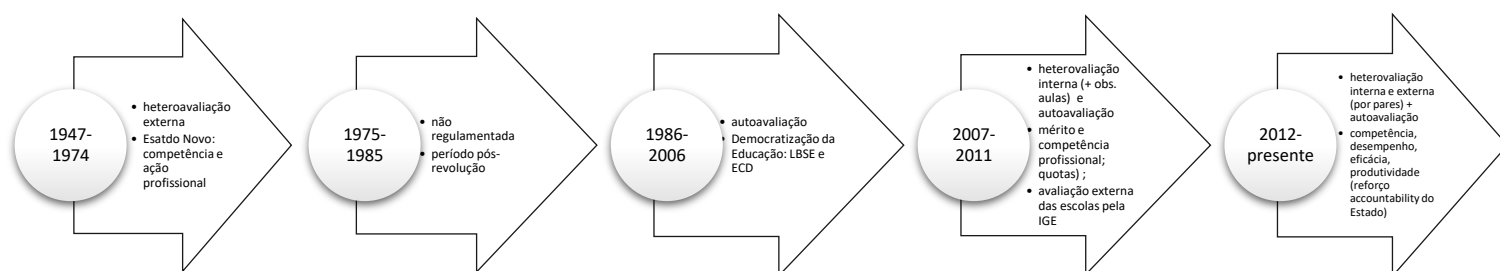 1947-
1974
• heteroavaliação
externa
• Esatdo Novo:
competência e
ação
profissional
1975-
1985
• não
regulamentada
• período pós-
revolução
1986-
2006
• autoavaliação
• Democratização da
Educação: LBSE e
ECD
2007-
2011
• heterovaliação
interna (+ obs.
aulas) e
autoavaliação
• mérito e
competência
profissional;
quotas) ;
• avaliação externa
das escolas pela
IGE
2012-
presente
• heterovaliação
interna e externa
(por pares) +
autoavaliação
• competência,
desempenho,
eficácia,
produtividade
(reforço
accountability do
Estado)